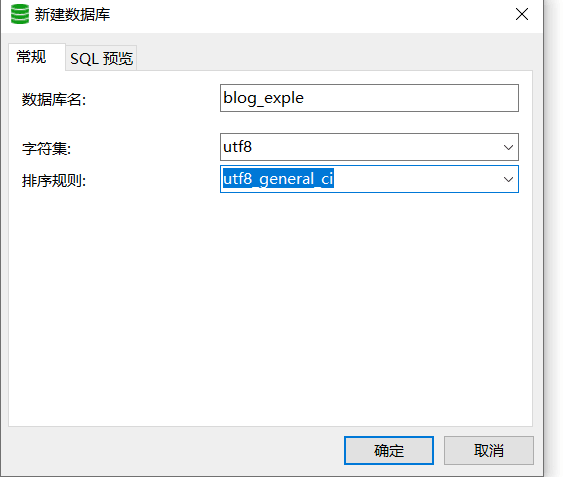 新建数据库
常规 SQL 预览
数据库名: blog_exple
字符集: utf8
排序规则: utf8_general_ci
确定 取消